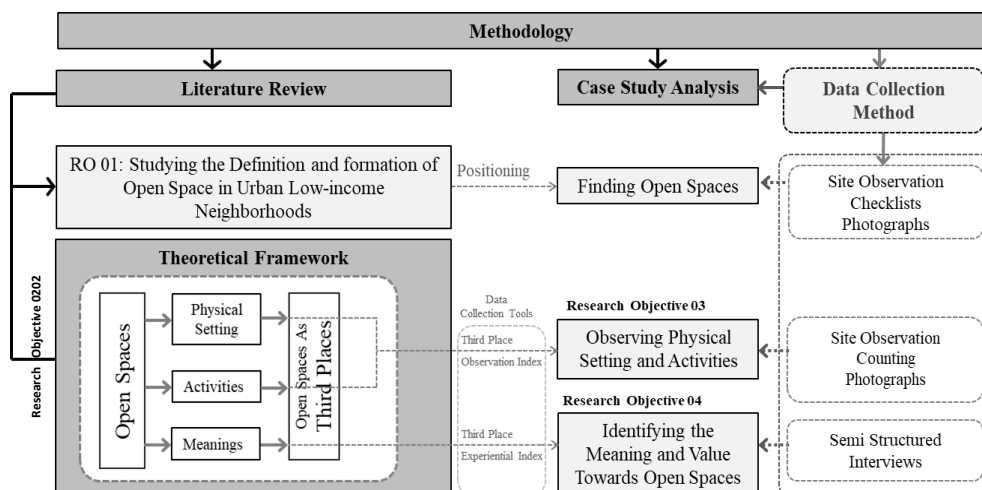 Methodology
Literature Review
Case Study Analysis
Data Collection
Method
RO 01: Studying the Definition and formation of
Open Space in Urban Low-income
Neighborhoods
Positioning
Finding Open Spaces
Site Observation
Checklists
Photographs
Research Objective 0202
Theoretical Framework
Open Spaces
Physical
Setting
Activities
Meanings
Open Spaces As
Third Places
Data
Collection Tools
Third Place
Observation Index
Third Place
Experiential Index
Research Objective 03
Observing Physical
Setting and Activities
Site Observation
Counting
Photographs
Research Objective 04
Identifying the
Meaning and Value
Towards Open Spaces
Semi Structured
Interviews